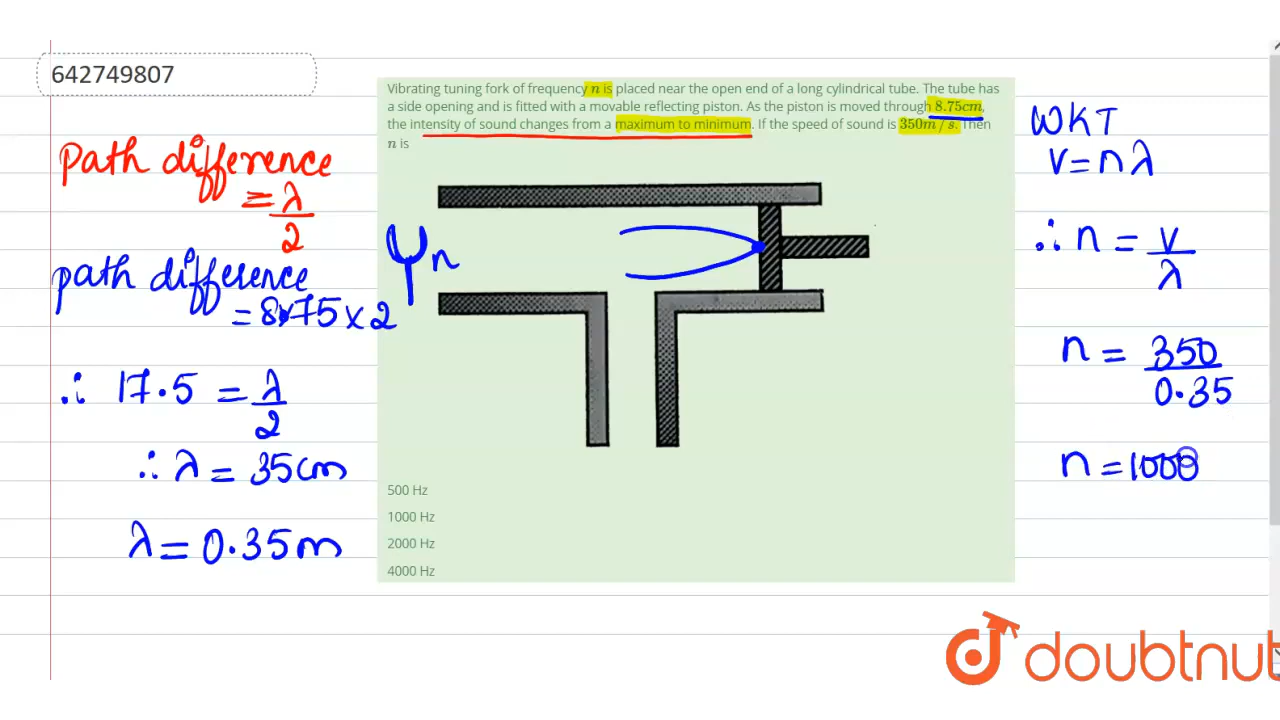 642749807
Vibrating tuning fork of frequency n is placed near the open end of a long cylindrical tube. The tube has
a side opening and is fitted with a movable reflecting piston. As the piston is moved through 8.75cm,
the intensity of sound changes from a maximum to minimum. If the speed of sound is 350m/s. Then
n is
Path difference
= λ/2
path difference
= 8.75 × 2
∴ 17.5 = λ/2
∴ λ = 35cm
λ = 0.35m
n
500 Hz
1000 Hz
2000 Hz
4000 Hz
WKT
v = nλ
∴ n = v/λ
n = 350/0.35
n = 1000
doubtnut